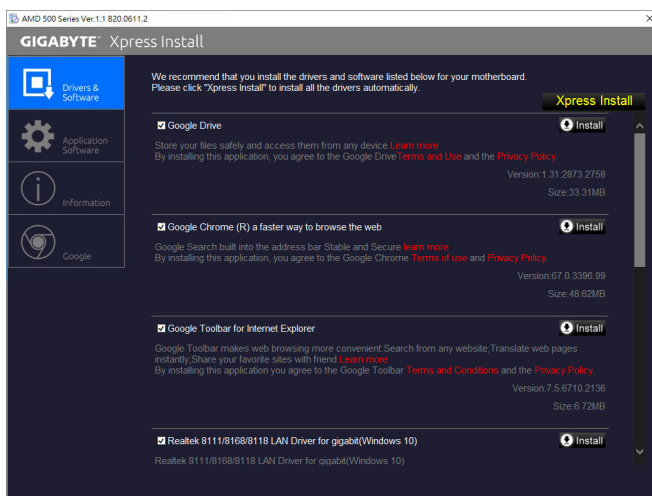 AMD 500 Series Ver.1.1 B20.0611.2
GIGABYTE™ Xpress Install
Drivers &
Software
Application
Software
Information
Google
We recommend that you install the drivers and software listed below for your motherboard.
Please click "Xpress Install" to install all the drivers automatically.
Xpress Install
Google Drive
Install
Store your files safely and access them from any device.Learn more
By installing this application, you agree to the Google DriveTerms and Use and the Privacy Policy.
Version:1.31.2873.2758
Size:33.31MB
Google Chrome (R) a faster way to browse the web
Install
Google Search built into the address bar Stable and Secure learn more
By installing this application, you agree to the Google Chrome Terms of use and Privacy Policy.
Version:67.0.3396.99
Size:48.62MB
Google Toolbar for Internet Explorer
Install
Google Toolbar makes web browsing more convenient.Search from any website;Translate web pages
instantly;Share your favorite sites with friend.Learn more
By installing this application you agree to the Google Toolbar Terms and Conditions and the Privacy Policy.
Version:7.5.6710.2136
Size:6.72MB
Realtek 8111/8168/8118 LAN Driver for gigabit(Windows 10)
Install
Realtek 8111/8168/8118 LAN Driver for gigabit(Windows 10)